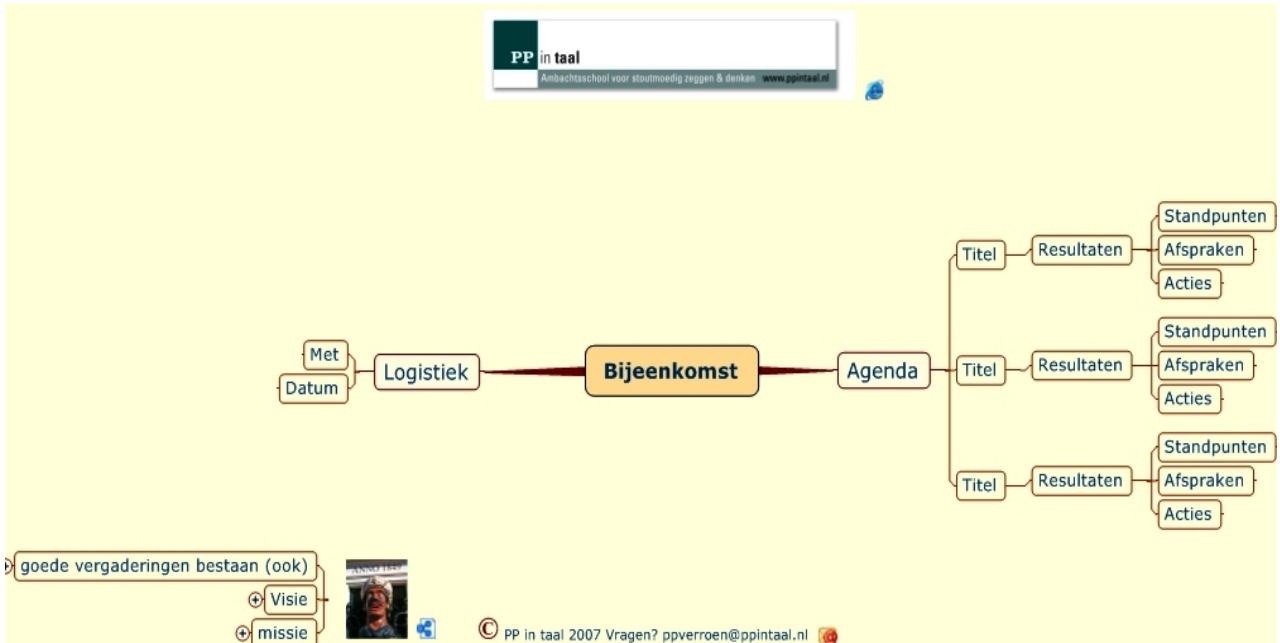 PP in taal
Ambachtsschool voor stoutmoedig zeggen & denken www.ppintaal.nl
Bijeenkomst
Logistiek
Met
Datum
Agenda
Titel
Resultaten
Standpunten
Afspraken
Acties
Titel
Resultaten
Standpunten
Afspraken
Acties
Titel
Resultaten
Standpunten
Afspraken
Acties
goede vergaderingen bestaan (ook)
Visie
missie
ANNO 1849
© PP in taal 2007 Vragen? ppverroen@ppintaal.nl